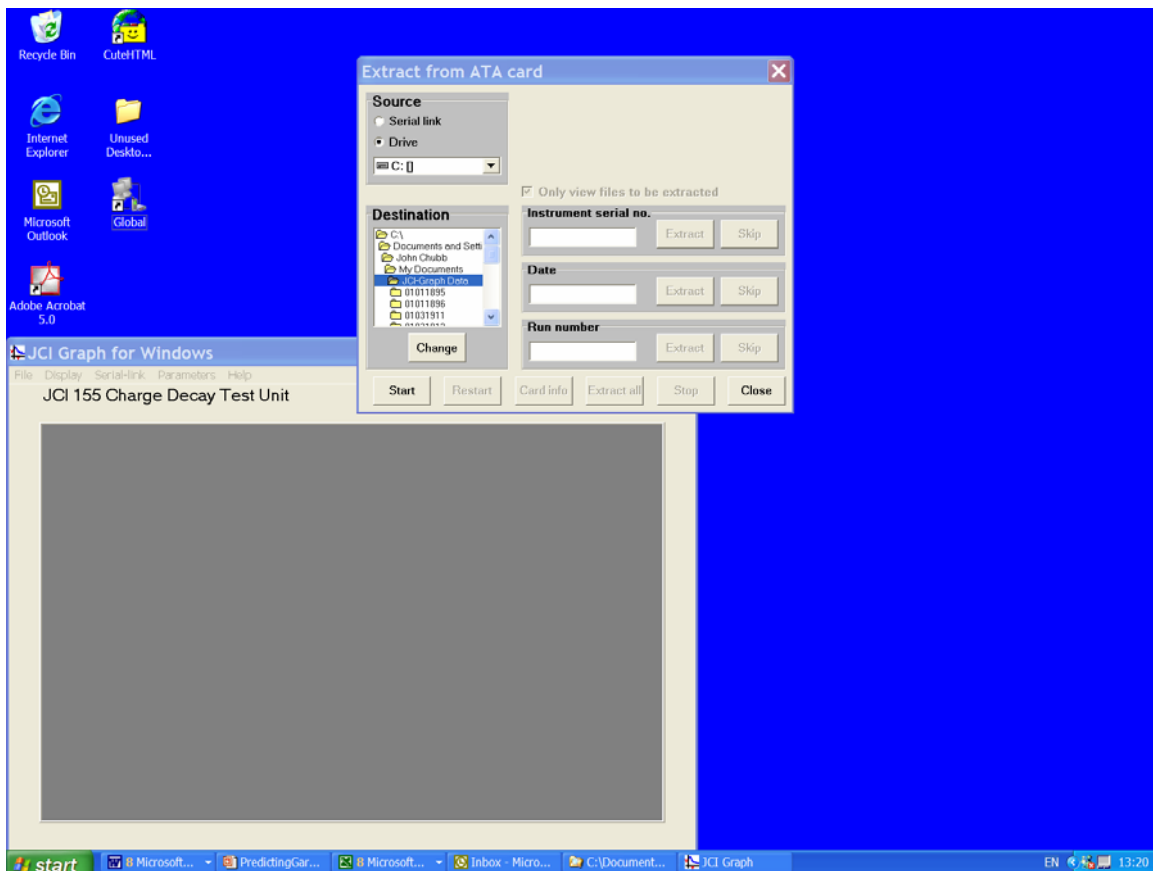 Recycle Bin
CuteHTML
Internet
Explorer
Unused
Deskto...
Microsoft
Outlook
Global
Adobe Acrobat
5.0
Extract from ATA card
Source
Serial link
Drive
C: []
Only view files to be extracted
Destination
C:\
Documents and Setti
John Chubb
My Documents
JCI-Graph Data
01011895
01011896
01031911
Change
Instrument serial no.
Extract
Skip
Date
Extract
Skip
Run number
Extract
Skip
Start
Restart
Card info
Extract all
Stop
Close
JCI Graph for Windows
File Display Serial-link Parameters Help
JCI 155 Charge Decay Test Unit
start
8 Microsoft...
PredictingGar...
8 Microsoft...
Inbox - Micro...
C:\Document...
JCI Graph
EN
13:20